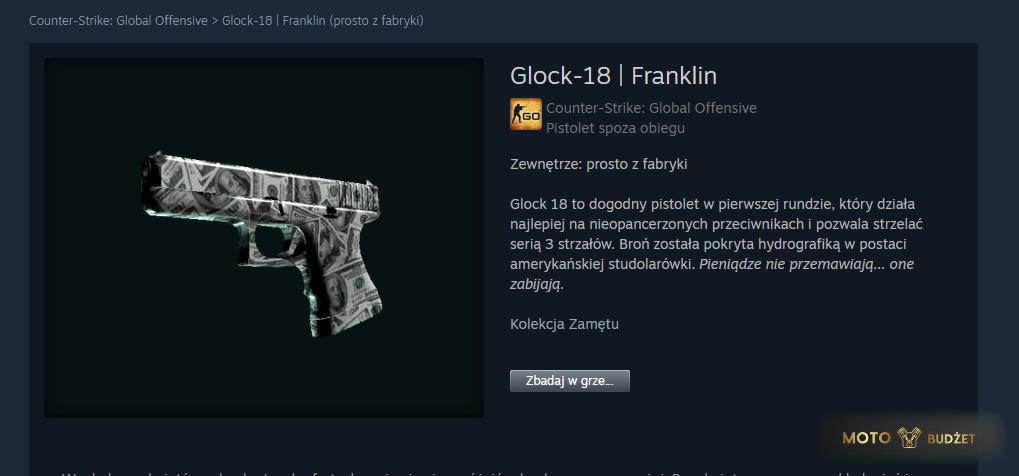 Counter-Strike: Global Offensive > Glock-18 | Franklin (prosto z fabryki)
Glock-18 | Franklin
GO
Counter-Strike: Global Offensive
Pistolet spoza obiegu
Zewnętrze: prosto z fabryki
Glock 18 to dogodny pistolet w pierwszej rundzie, który działa
najlepiej na nieopancerzonych przeciwnikach i pozwala strzelać
serią 3 strzałów. Broń została pokryta hydrografiką w postaci
amerykańskiej studolarówki. Pieniądze nie przemawiają... one
zabijają.
Kolekcja Zamętu
Zbadaj w grze...
MOTO BUDŻET